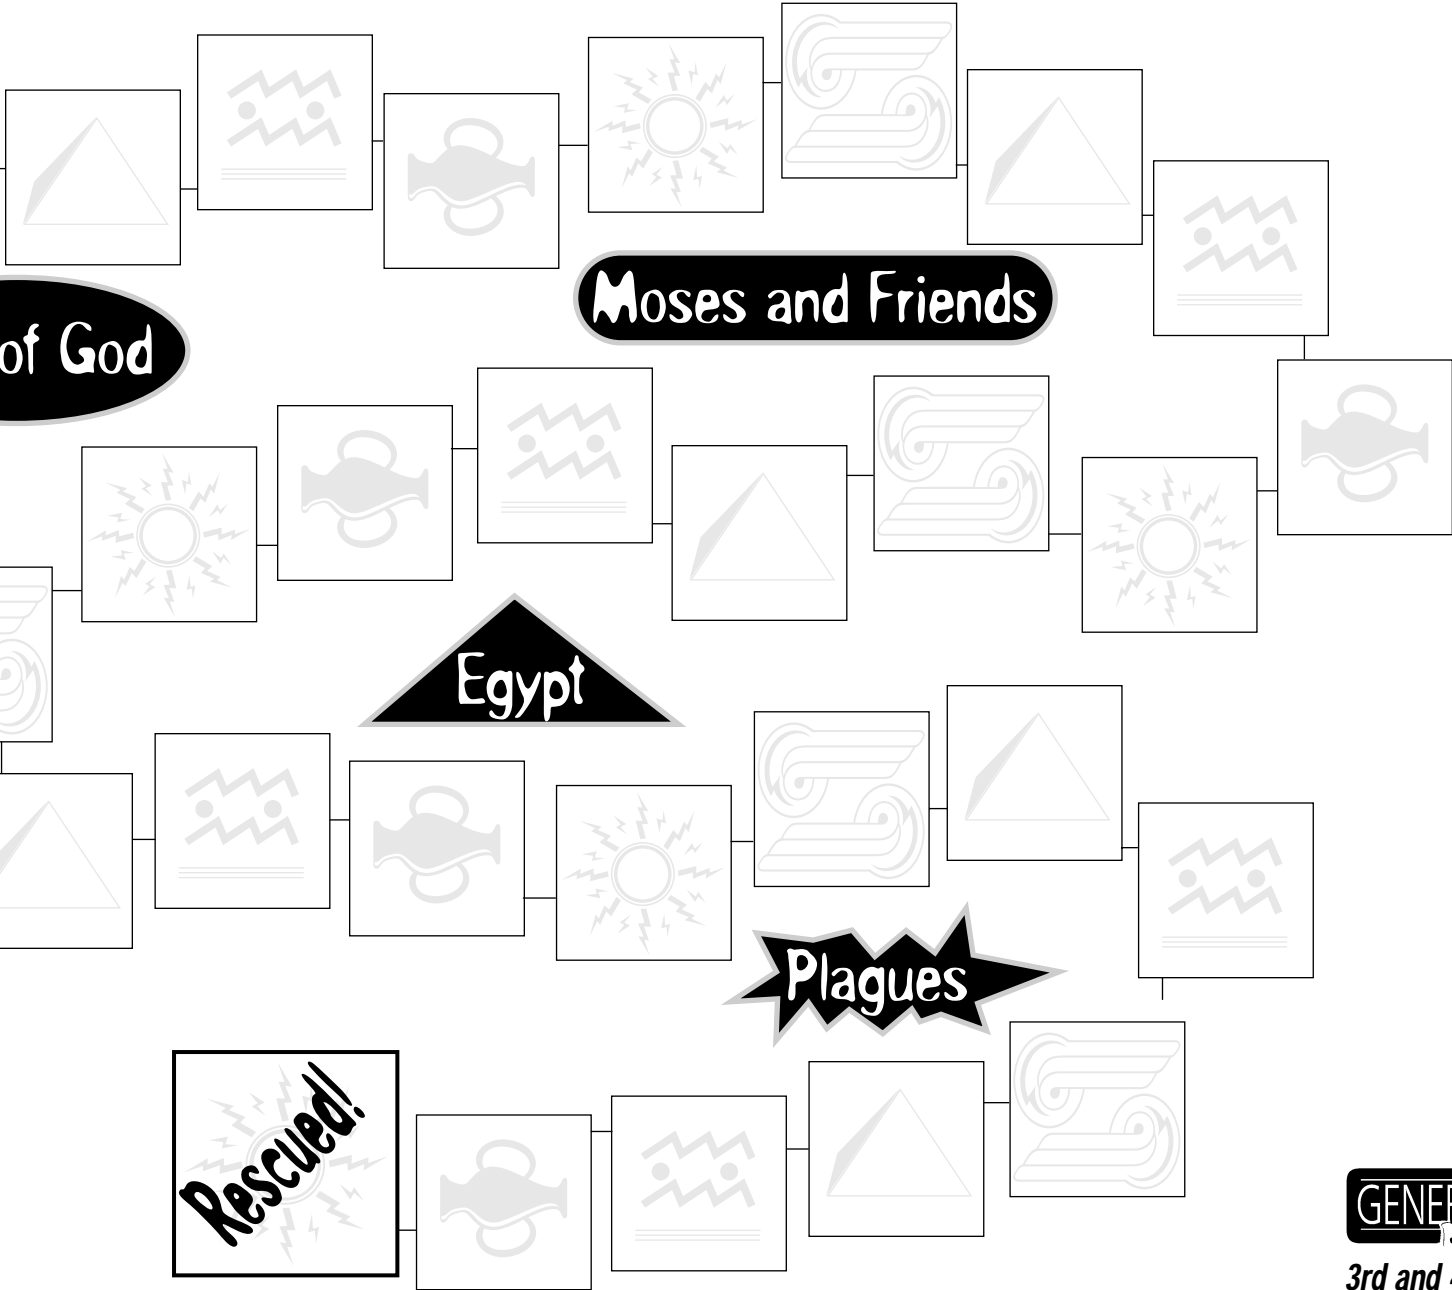 Moses and Friends
of God
Egypt
Plagues
Rescued!
3rd and